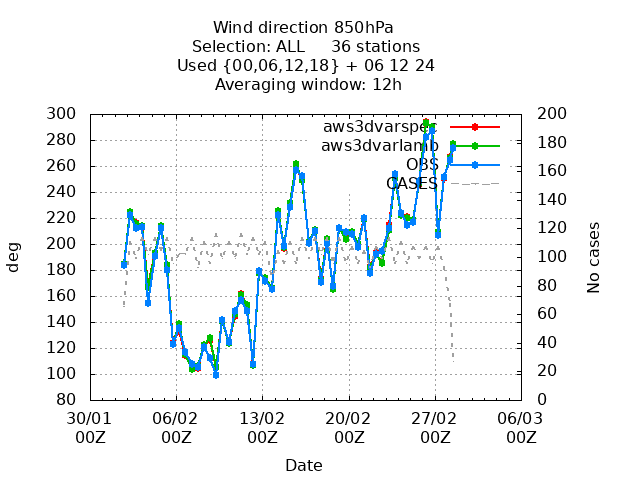 Wind direction 850hPa
Selection: ALL 36 stations
Used {00,06,12,18} + 06 12 24
Averaging window: 12h
300
280
260
240
220
200
180
160
140
120
100
80
200
180
160
140
120
100
80
60
40
20
0
deg
No cases
aws3dvarspec
aws3dvarlamb
OBS
CASES
30/01 06/02 13/02 20/02 27/02 06/03
00Z 00Z 00Z 00Z 00Z 00Z
Date